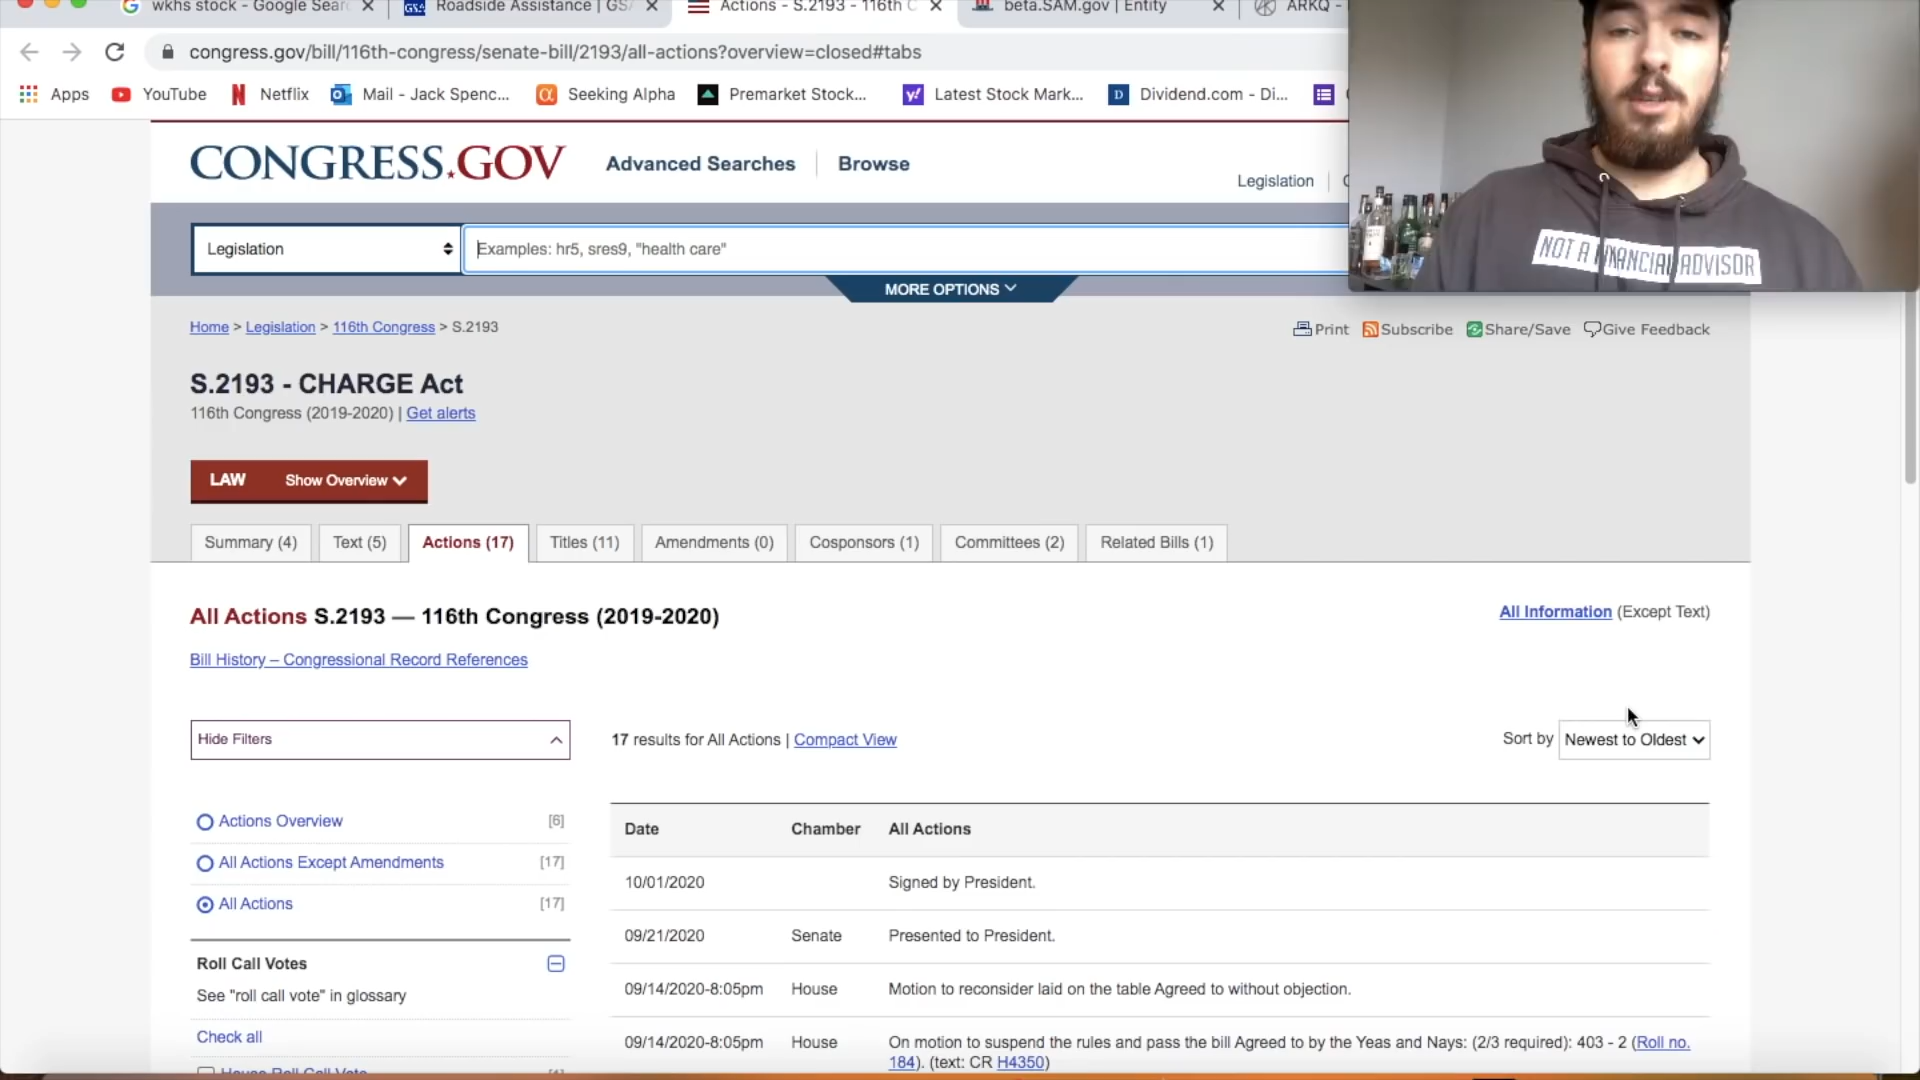 wkhs stock - Google Sear
Roadside Assistance | GS
Actions - S.2193 - 116th C
beta.SAM.gov | Entity
ARKQ -
congress.gov/bill/116th-congress/senate-bill/2193/all-actions?overview=closed#tabs
Apps YouTube Netflix Mail - Jack Spenc... Seeking Alpha Premarket Stock... Latest Stock Mark... Dividend.com - Di...
CONGRESS.GOV Advanced Searches Browse
Legislation
Legislation Examples: hr5, sres9, "health care"
NOT A FINANCIAL ADVISOR
MORE OPTIONS
Home > Legislation > 116th Congress > S.2193
Print Subscribe Share/Save Give Feedback
S.2193 - CHARGE Act
116th Congress (2019-2020) | Get alerts
LAW Show Overview
Summary (4) Text (5) Actions (17) Titles (11) Amendments (0) Cosponsors (1) Committees (2) Related Bills (1)
All Actions S.2193 — 116th Congress (2019-2020)
All Information (Except Text)
Bill History – Congressional Record References
Hide Filters
17 results for All Actions | Compact View
Sort by Newest to Oldest
Actions Overview [6]
All Actions Except Amendments [17]
All Actions [17]
Roll Call Votes
See "roll call vote" in glossary
Check all
House Roll Call Vote
Date Chamber All Actions
10/01/2020 Signed by President.
09/21/2020 Senate Presented to President.
09/14/2020-8:05pm House Motion to reconsider laid on the table Agreed to without objection.
09/14/2020-8:05pm House On motion to suspend the rules and pass the bill Agreed to by the Yeas and Nays: (2/3 required): 403 - 2 (Roll no.
184). (text: CR H4350)